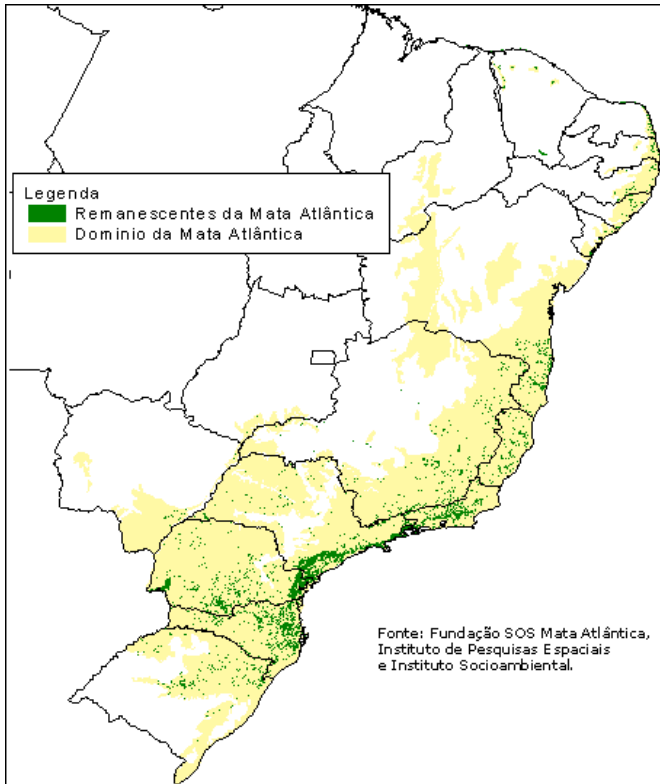 Legenda
Remanescentes da Mata Atlântica
Dominio da Mata Atlântica
Fonte: Fundação SOS Mata Atlântica,
Instituto de Pesquisas Espaciais
e Instituto Socioambiental.